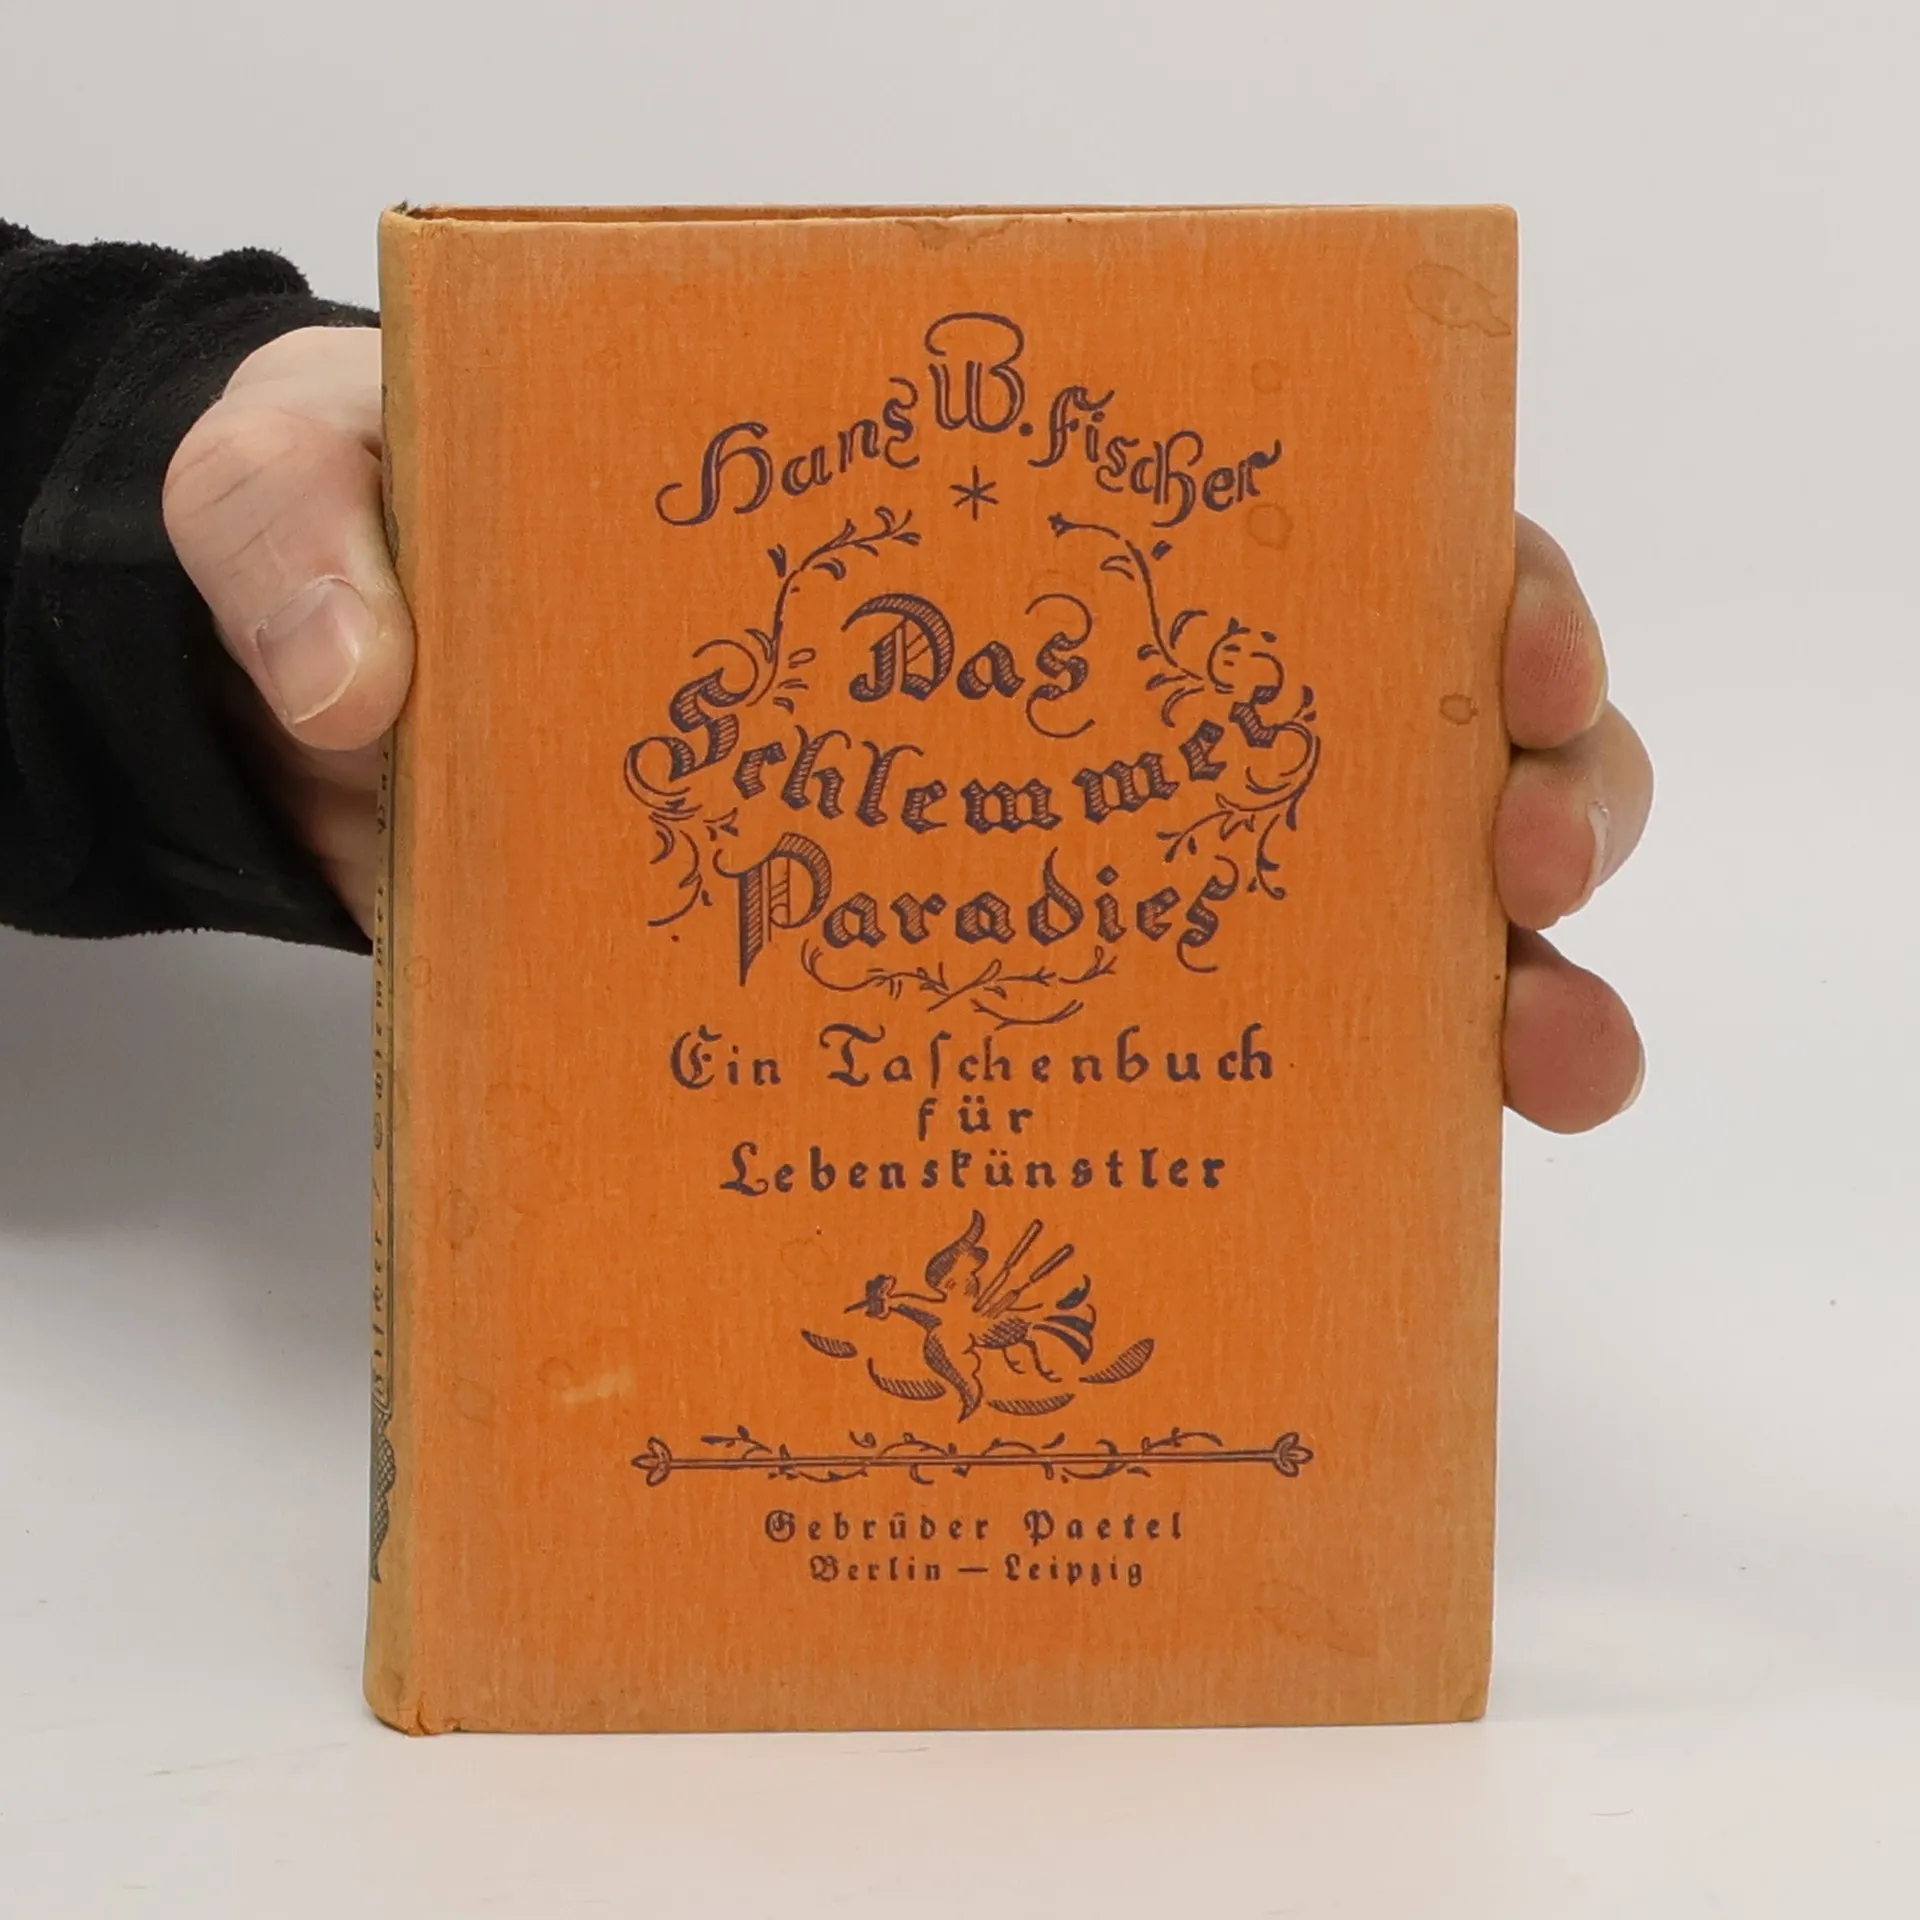 Hans W. Fischer
*
Das
Schlemmer
Paradies
Ein Taſchenbuch
für
Lebenskünstler
Gebrüder Paetel
Berlin — Leipzig